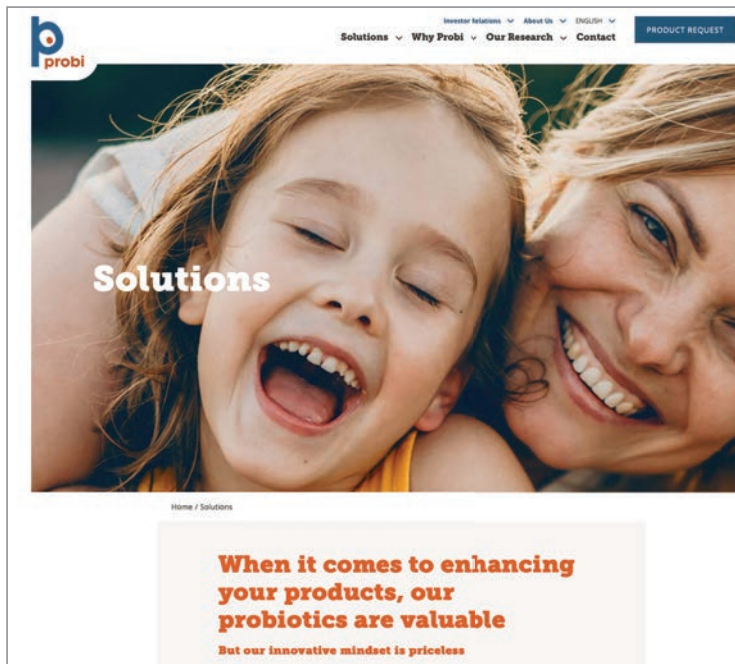 probi
Investor Relations About Us ENGLISH
Solutions Why Probi Our Research Contact
PRODUCT REQUEST
Solutions
Home / Solutions
When it comes to enhancing
your products, our
probiotics are valuable
But our innovative mindset is priceless